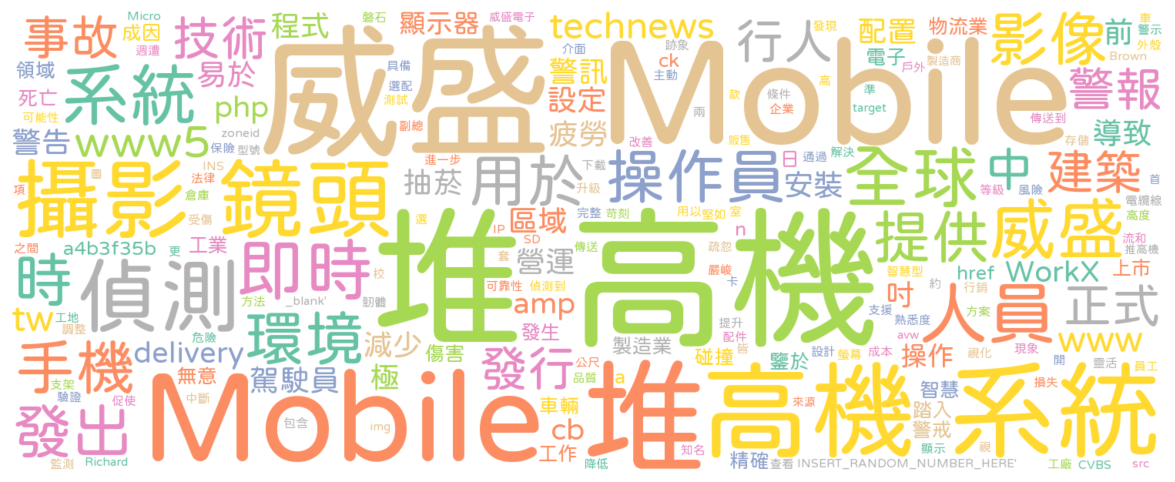 Micro 磐石 威盛電子 發現 車
事故 成因 技術 程式 顯示器 technews 行人 配置 物流業 影像 前 警示
週遭 威盛 Mobile 介面 跡象 電子 製造商 外殼
領域 系統 易於 具備 選配 警訊 ck 主動 戶外 Brown 警報
死亡 php 測試 設定 條件 高 準
可能性 副總 兩 款 企業 target 傳送到
警告 www5 zoneid 保險 型號 疲勞 改善 販售 存儲 導致
攝影 鏡頭 INS 法律 進一步 用於 下載 操作員 日 通過 解決 全球 中 建築 首
項 圖 倉庫 抽菸 升級 安裝 等級 風險 電纜線
受傷 選 區域 完整 苛刻 用以 堅如 室 提供 威盛 高度
之間 a4b3f35b 更 工業 IP SD 傳送 疏忽 n 流和
時 偵測 即時 堆高機 套 營運 嚴峻 智慧型 href WorkX 上市 推高機
校 可靠性 偵測到 卡 約 行銷
方法 _blank' 韌體 amp 吋 人員 正式
tw 工地 調整 環境 減少 發生 提升 配件 支援 熟悉度 方案 www
危險 傷害 製造業 皆 avw
手機 delivery 碰撞 鑒於 設計 螢幕 成本 操作 視化 現象 開 靈活
支架 無意 駕駛員 極 發行 公尺 a 品質 智慧 員工
驗證 促使 中斷 Mobile 堆 高機 系統 來源 損失
發出 包含 img 車輛 cb 踏入 警戒
監測 Richard 工作 降低 知名 精確 查看 INSERT_RANDOM_NUMBER_HERE' 顯示 視 工廠 CVBS src